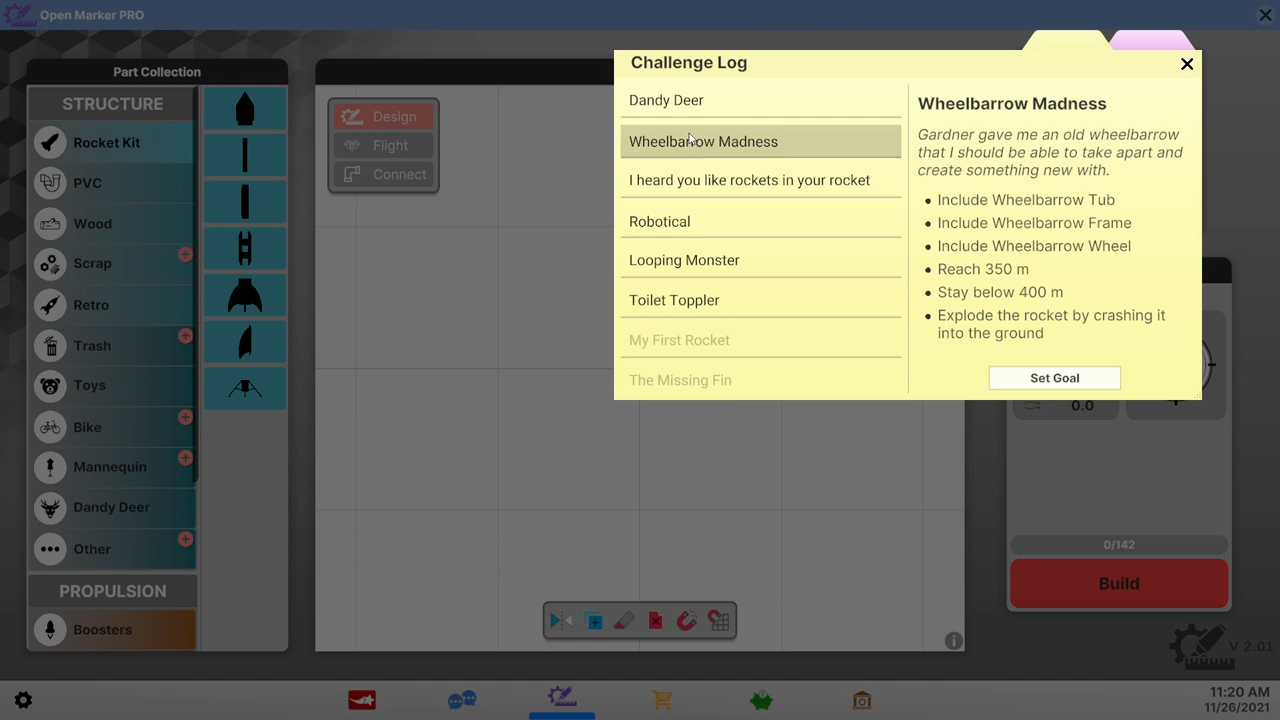 Open Marker PRO
Part Collection
STRUCTURE
Rocket Kit
PVC
Wood
Scrap
Retro
Trash
Toys
Bike
Mannequin
Dandy Deer
Other
PROPULSION
Boosters
Design
Flight
Connect
Challenge Log
Dandy Deer
Wheelbarrow Madness
I heard you like rockets in your rocket
Robotical
Looping Monster
Toilet Toppler
My First Rocket
The Missing Fin
Wheelbarrow Madness
Gardner gave me an old wheelbarrow
that I should be able to take apart and
create something new with.
Include Wheelbarrow Tub
Include Wheelbarrow Frame
Include Wheelbarrow Wheel
Reach 350 m
Stay below 400 m
Explode the rocket by crashing it
into the ground
Set Goal
0.0
0/142
Build
V 2.01
11:20 AM
11/26/2021